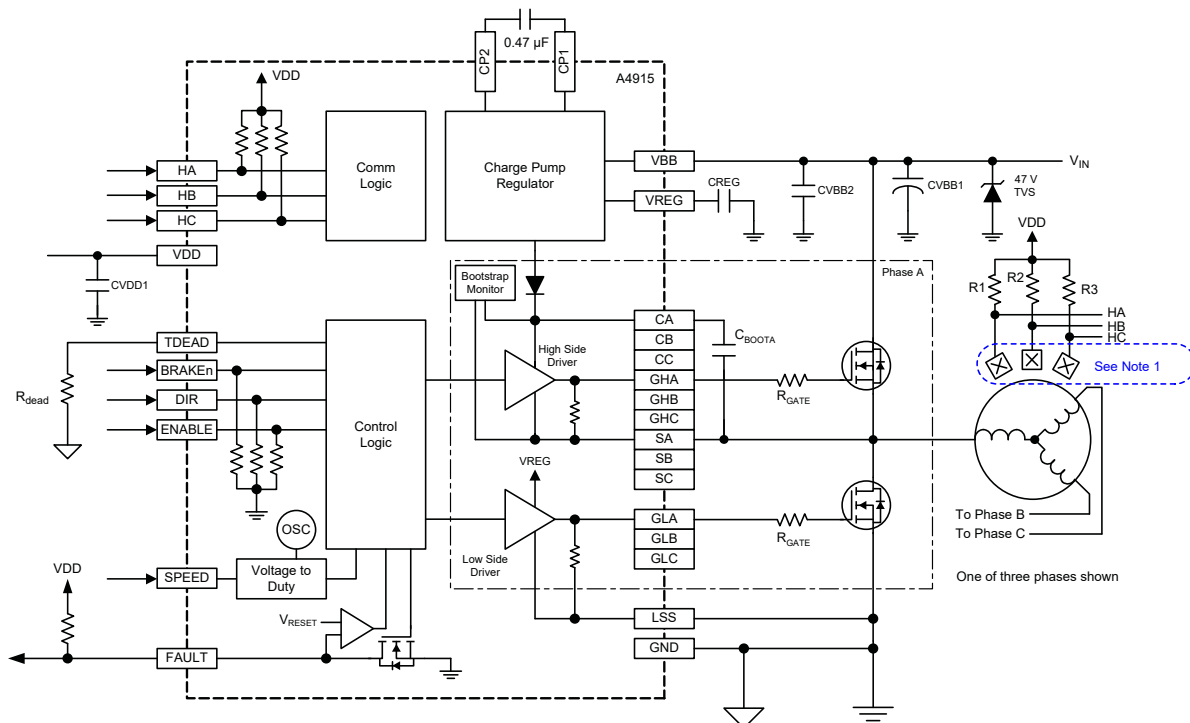 0.47 µF
CP2
CP1
A4915
VDD
HA
HB
HC
VDD
CVDD1
Comm
Logic
Charge Pump
Regulator
VBB
VREG
CREG
CVBB2
CVBB1
47 V
TVS
VIN
VDD
R1
R2
R3
HA
HB
HC
See Note 1
Phase A
Bootstrap
Monitor
High Side
Driver
CA
CB
CC
GHA
GHB
GHC
SA
SB
SC
CBOOTA
RGATE
TDEAD
BRAKEn
DIR
ENABLE
Rdead
Control
Logic
VREG
Low Side
Driver
GLA
GLB
GLC
RGATE
To Phase B
To Phase C
One of three phases shown
OSC
SPEED
Voltage to
Duty
VDD
VRESET
FAULT
LSS
GND